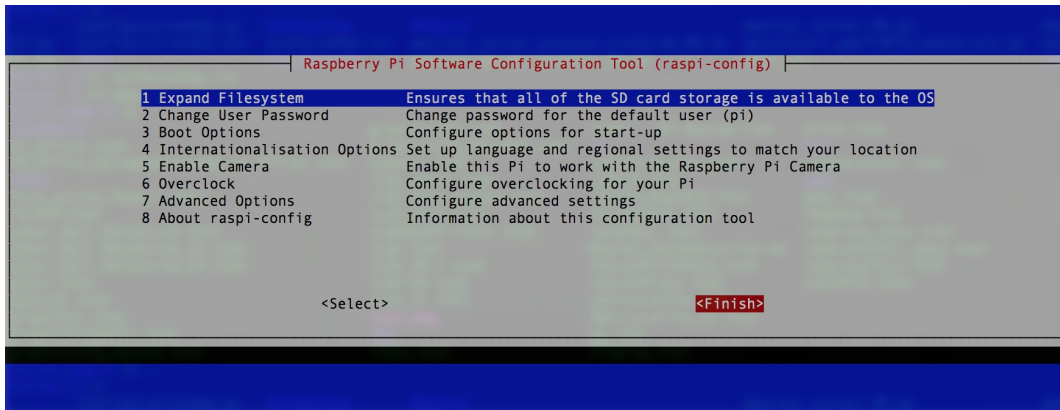 Raspberry Pi Software Configuration Tool (raspi-config)
1 Expand Filesystem Ensures that all of the SD card storage is available to the OS
2 Change User Password Change password for the default user (pi)
3 Boot Options Configure options for start-up
4 Internationalisation Options Set up language and regional settings to match your location
5 Enable Camera Enable this Pi to work with the Raspberry Pi Camera
6 Overclock Configure overclocking for your Pi
7 Advanced Options Configure advanced settings
8 About raspi-config Information about this configuration tool
<Select> <Finish>